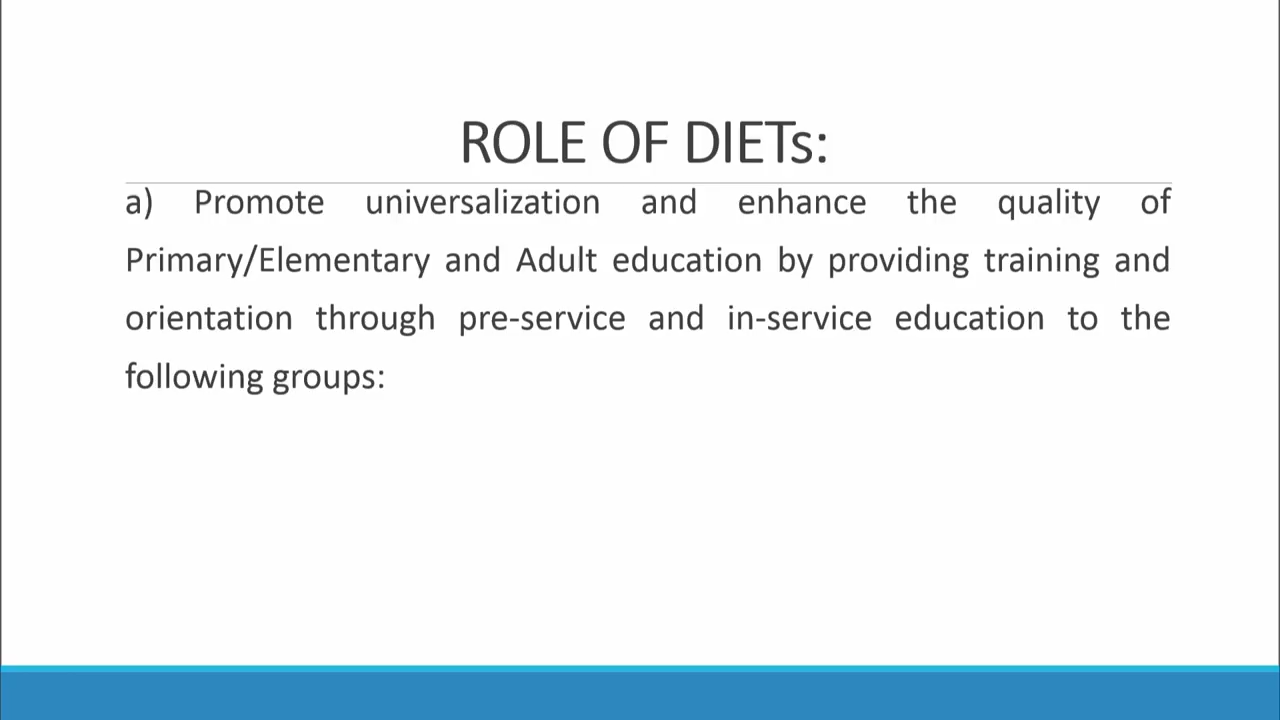 ROLE OF DIETs:
a) Promote universalization and enhance the quality of
Primary/Elementary and Adult education by providing training and
orientation through pre-service and in-service education to the
following groups: